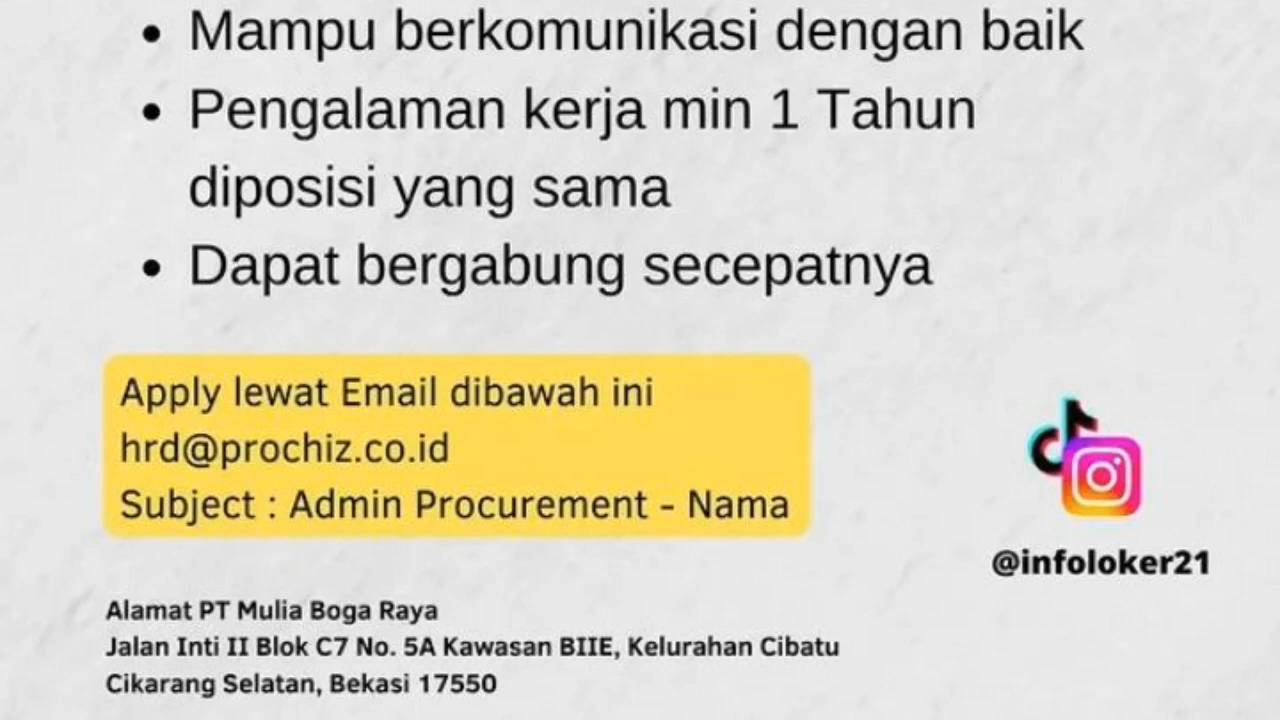 • Mampu berkomunikasi dengan baik
• Pengalaman kerja min 1 Tahun
diposisi yang sama
• Dapat bergabung secepatnya
Apply lewat Email dibawah ini
hrd@prochiz.co.id
Subject : Admin Procurement - Nama
@infoloker21
Alamat PT Mulia Boga Raya
Jalan Inti II Blok C7 No. 5A Kawasan BIIE, Kelurahan Cibatu
Cikarang Selatan, Bekasi 17550